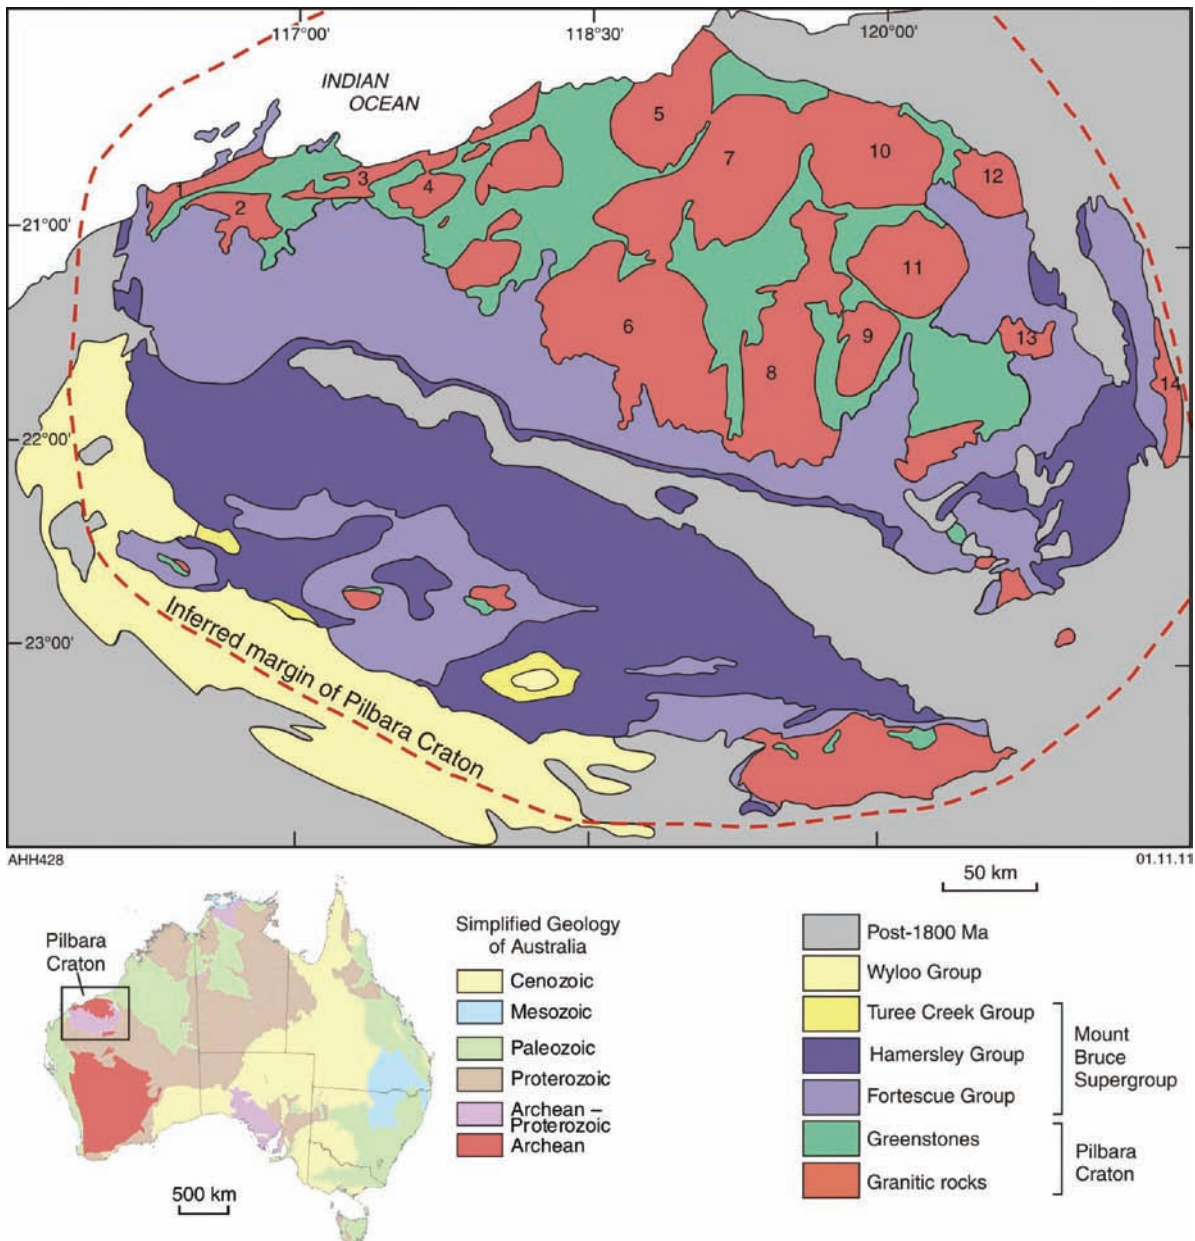 117°00'
118°30'
120°00'
INDIAN
OCEAN
5
7
10
12
1
2
3
4
21°00'
11
6
9
13
8
14
22°00'
23°00'
Inferred margin of Pilbara Craton
AHH428
01.11.11
50 km
Pilbara
Craton
500 km
Simplified Geology
of Australia
Cenozoic
Mesozoic
Paleozoic
Proterozoic
Archean –
Proterozoic
Archean
Post-1800 Ma
Wyloo Group
Turee Creek Group
Hamersley Group
Fortescue Group
Mount
Bruce
Supergroup
Greenstones
Granitic rocks
Pilbara
Craton